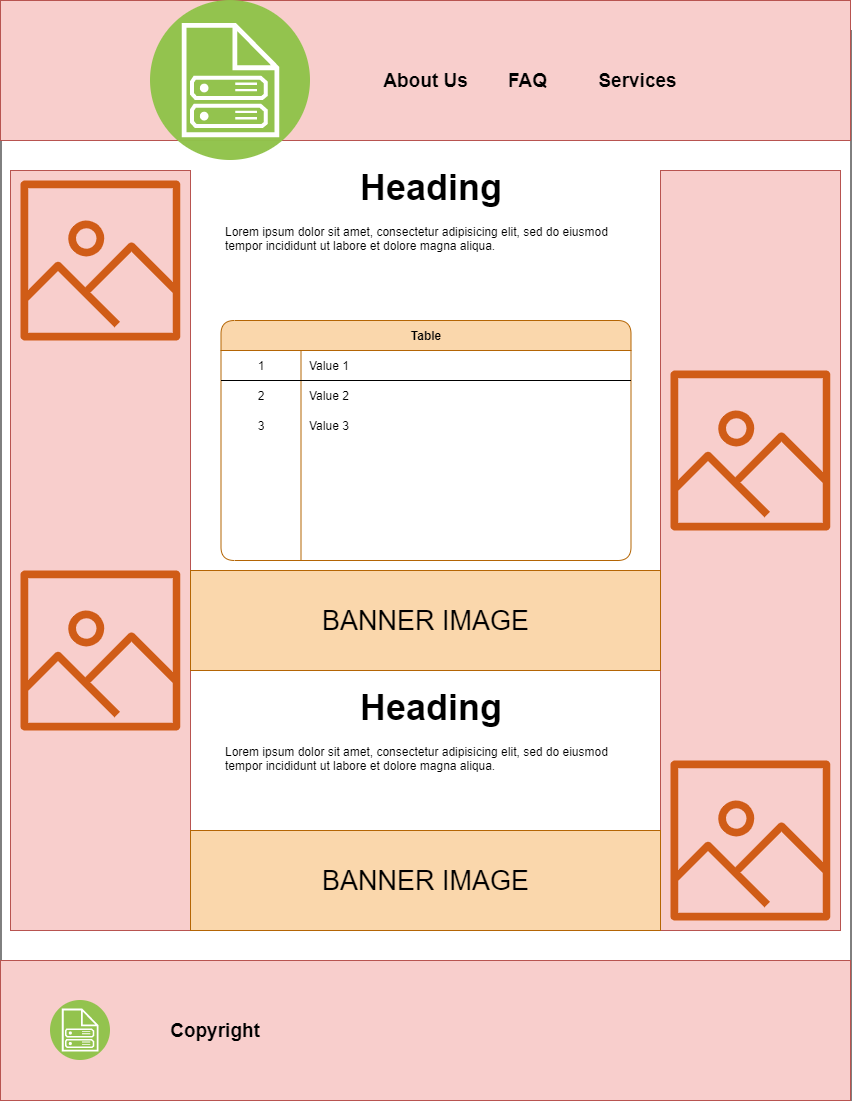 About Us FAQ Services
Heading
Lorem ipsum dolor sit amet, consectetur adipisicing elit, sed do eiusmod
tempor incididunt ut labore et dolore magna aliqua.
Table
1 Value 1
2 Value 2
3 Value 3
BANNER IMAGE
Heading
Lorem ipsum dolor sit amet, consectetur adipisicing elit, sed do eiusmod
tempor incididunt ut labore et dolore magna aliqua.
BANNER IMAGE
Copyright